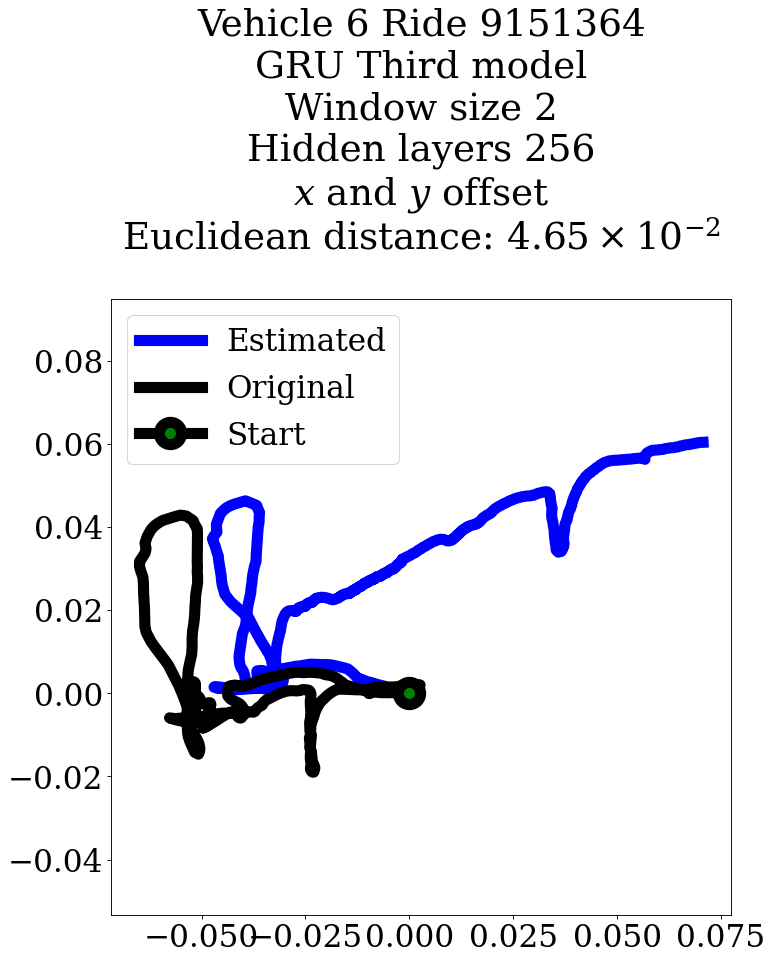 Vehicle 6 Ride 9151364
GRU Third model
Window size 2
Hidden layers 256
x and y offset
Euclidean distance: 4.65 × 10⁻²
Estimated
Original
Start
0.08
0.06
0.04
0.02
0.00
−0.02
−0.04
−0.050 −0.025 0.000 0.025 0.050 0.075